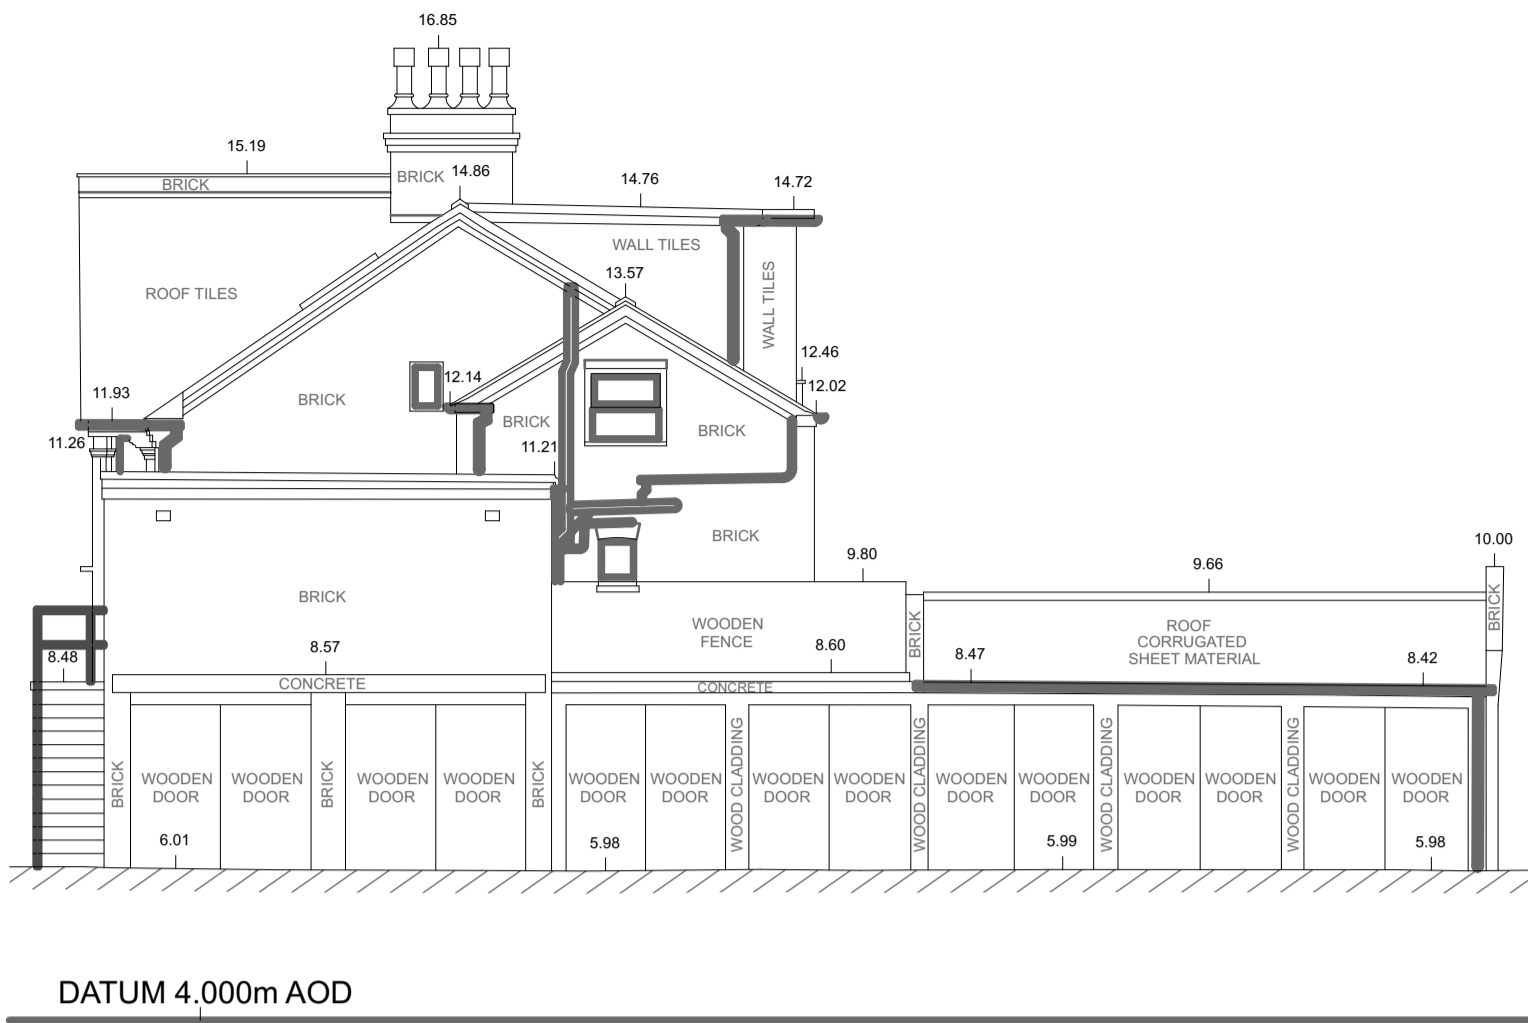 16.85
15.19
BRICK
BRICK
14.86
14.76
14.72
WALL TILES
WALL TILES
ROOF TILES
13.57
12.46
12.14
12.02
11.93
BRICK
BRICK
BRICK
11.26
11.21
BRICK
BRICK
9.80
9.66
10.00
BRICK
WOODEN
FENCE
BRICK
ROOF
CORRUGATED
SHEET MATERIAL
8.48
8.57
8.60
8.47
8.42
CONCRETE
CONCRETE
BRICK
WOODEN
DOOR
WOODEN
DOOR
BRICK
WOODEN
DOOR
WOODEN
DOOR
BRICK
WOODEN
DOOR
WOODEN
DOOR
WOOD CLADDING
WOODEN
DOOR
WOODEN
DOOR
WOOD CLADDING
WOODEN
DOOR
WOODEN
DOOR
WOOD CLADDING
WOODEN
DOOR
WOODEN
DOOR
WOOD CLADDING
WOODEN
DOOR
WOODEN
DOOR
6.01
5.98
5.99
5.98
DATUM 4.000m AOD